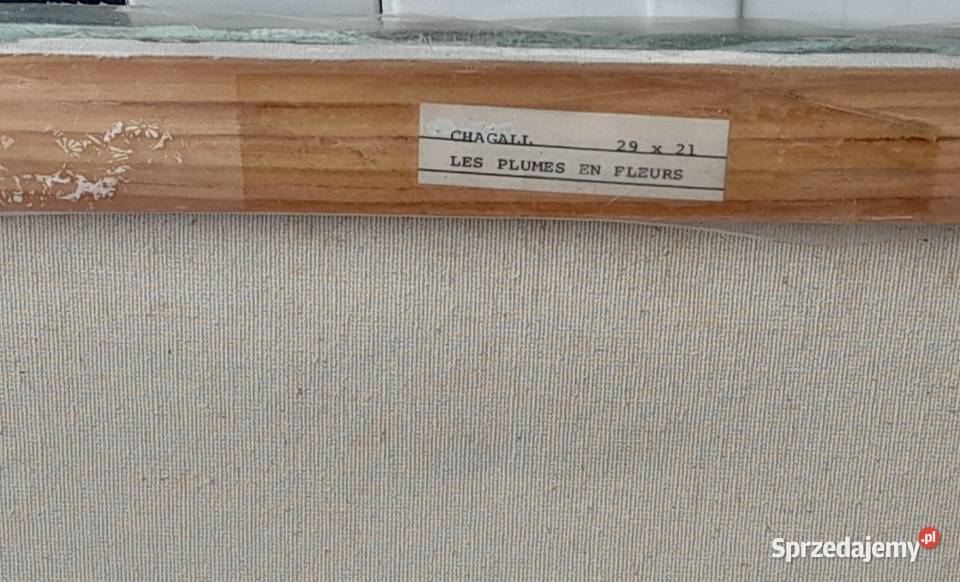 CHAGALL 29 x 21
LES PLUMES EN FLEURS
Sprzedajemy.pl